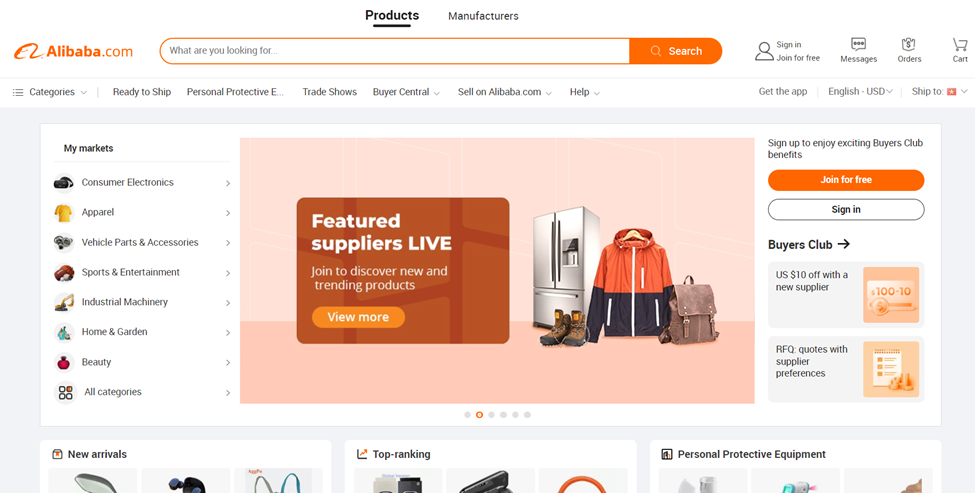 Products
Manufacturers
Alibaba.com
What are you looking for...
Search
Sign in
Join for free
Messages
Orders
Cart
Categories
Ready to Ship
Personal Protective E...
Trade Shows
Buyer Central
Sell on Alibaba.com
Help
Get the app
English - USD
Ship to:
My markets
Consumer Electronics
Apparel
Vehicle Parts & Accessories
Sports & Entertainment
Industrial Machinery
Home & Garden
Beauty
All categories
Featured
suppliers LIVE
Join to discover new and
trending products
View more
Sign up to enjoy exciting Buyers Club
benefits
Join for free
Sign in
Buyers Club
US $10 off with a
new supplier
$100-10
RFQ: quotes with
supplier
preferences
New arrivals
Top-ranking
Personal Protective Equipment